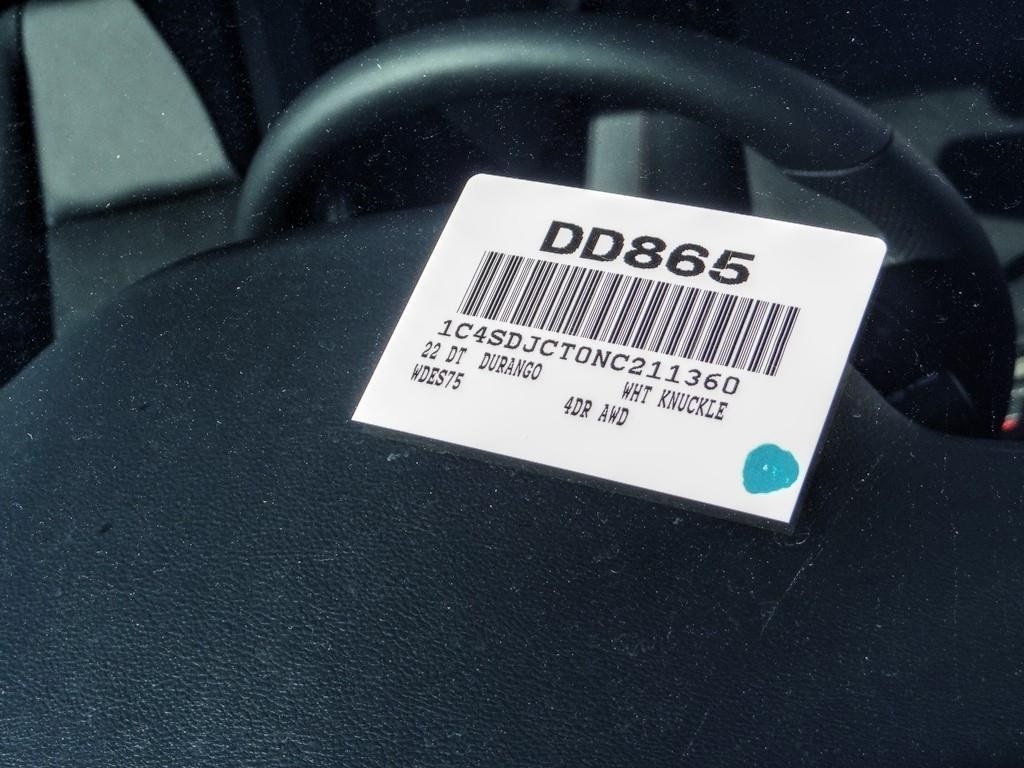 DD865
1C4SDJCT0NC211360
22 DT DURANGO WHT KNUCKLE
WDES75 4DR AWD